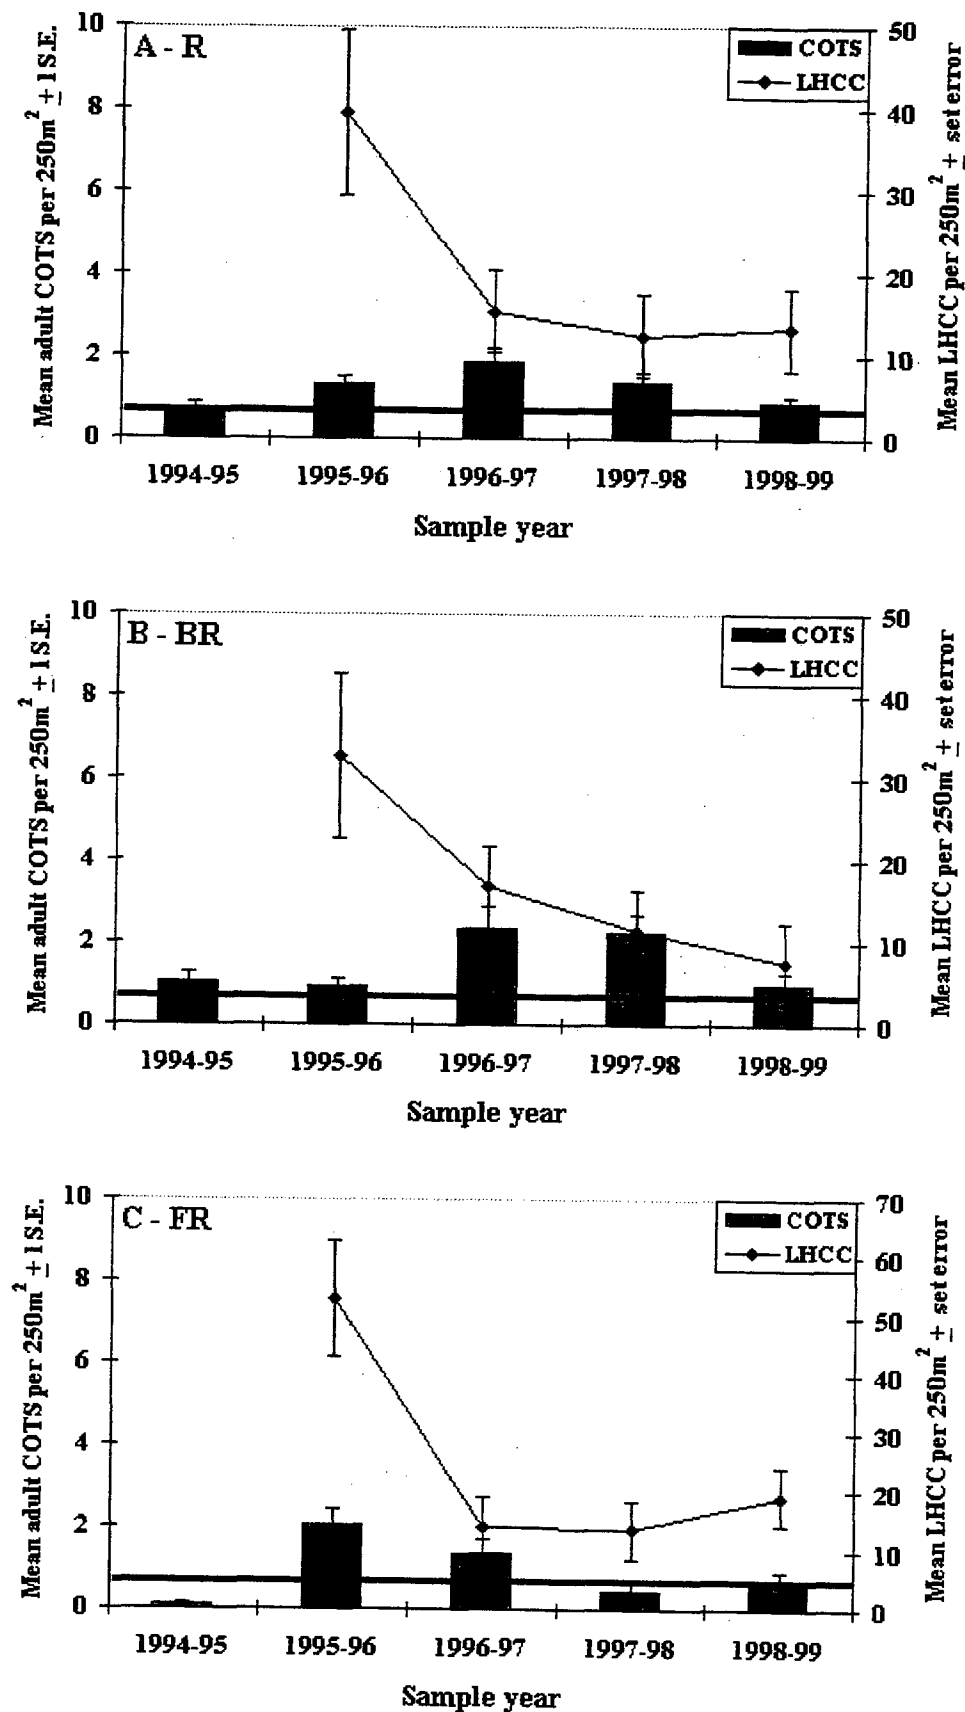 A - R
COTS
LHCC
Mean adult COTS per 250m² ± 1 S.E.
10
8
6
4
2
0
Mean LHCC per 250m² ± set error
50
40
30
20
10
0
1994-95 1995-96 1996-97 1997-98 1998-99
Sample year
B - BR
COTS
LHCC
Mean adult COTS per 250m² ± 1 S.E.
10
8
6
4
2
0
Mean LHCC per 250m² ± set error
50
40
30
20
10
0
1994-95 1995-96 1996-97 1997-98 1998-99
Sample year
C - FR
COTS
LHCC
Mean adult COTS per 250m² ± 1 S.E.
10
8
6
4
2
0
Mean LHCC per 250m² ± set error
70
60
50
40
30
20
10
0
1994-95 1995-96 1996-97 1997-98 1998-99
Sample year